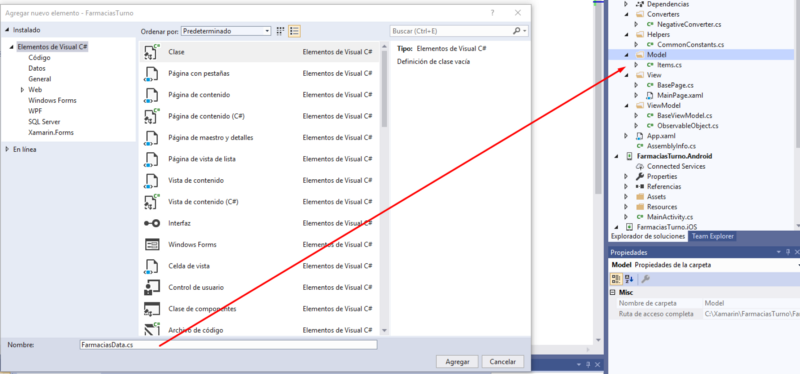 Agregar nuevo elemento - FarmaciasTurno
Instalado
Elementos de Visual C#
Código
Datos
General
Web
Windows Forms
WPF
SQL Server
Xamarin.Forms
En línea
Ordenar por: Predeterminado
Buscar (Ctrl+E)
Clase Elementos de Visual C#
Página con pestañas Elementos de Visual C#
Página de contenido Elementos de Visual C#
Página de contenido (C#) Elementos de Visual C#
Página de maestro y detalles Elementos de Visual C#
Página de vista de lista Elementos de Visual C#
Vista de contenido Elementos de Visual C#
Vista de contenido (C#) Elementos de Visual C#
Interfaz Elementos de Visual C#
Windows Forms Elementos de Visual C#
Celda de vista Elementos de Visual C#
Control de usuario Elementos de Visual C#
Clase de componentes Elementos de Visual C#
Archivo de código Elementos de Visual C#
Tipo: Elementos de Visual C#
Definición de clase vacía
Nombre: FarmaciasData.cs
Agregar Cancelar
Dependencias
Converters
C# NegativeConverter.cs
Helpers
C# CommonConstants.cs
Model
C# Items.cs
View
C# BasePage.cs
MainPage.xaml
ViewModel
C# BaseViewModel.cs
C# ObservableObject.cs
App.xaml
C# AssemblyInfo.cs
FarmaciasTurno.Android
Connected Services
Properties
Referencias
Assets
Resources
C# MainActivity.cs
FarmaciasTurno.iOS
Explorador de soluciones Team Explorer
Propiedades
Model Propiedades de la carpeta
Misc
Nombre de carpeta Model
Ruta de acceso completa C:\Xamarin\FarmaciasTurno\Fa